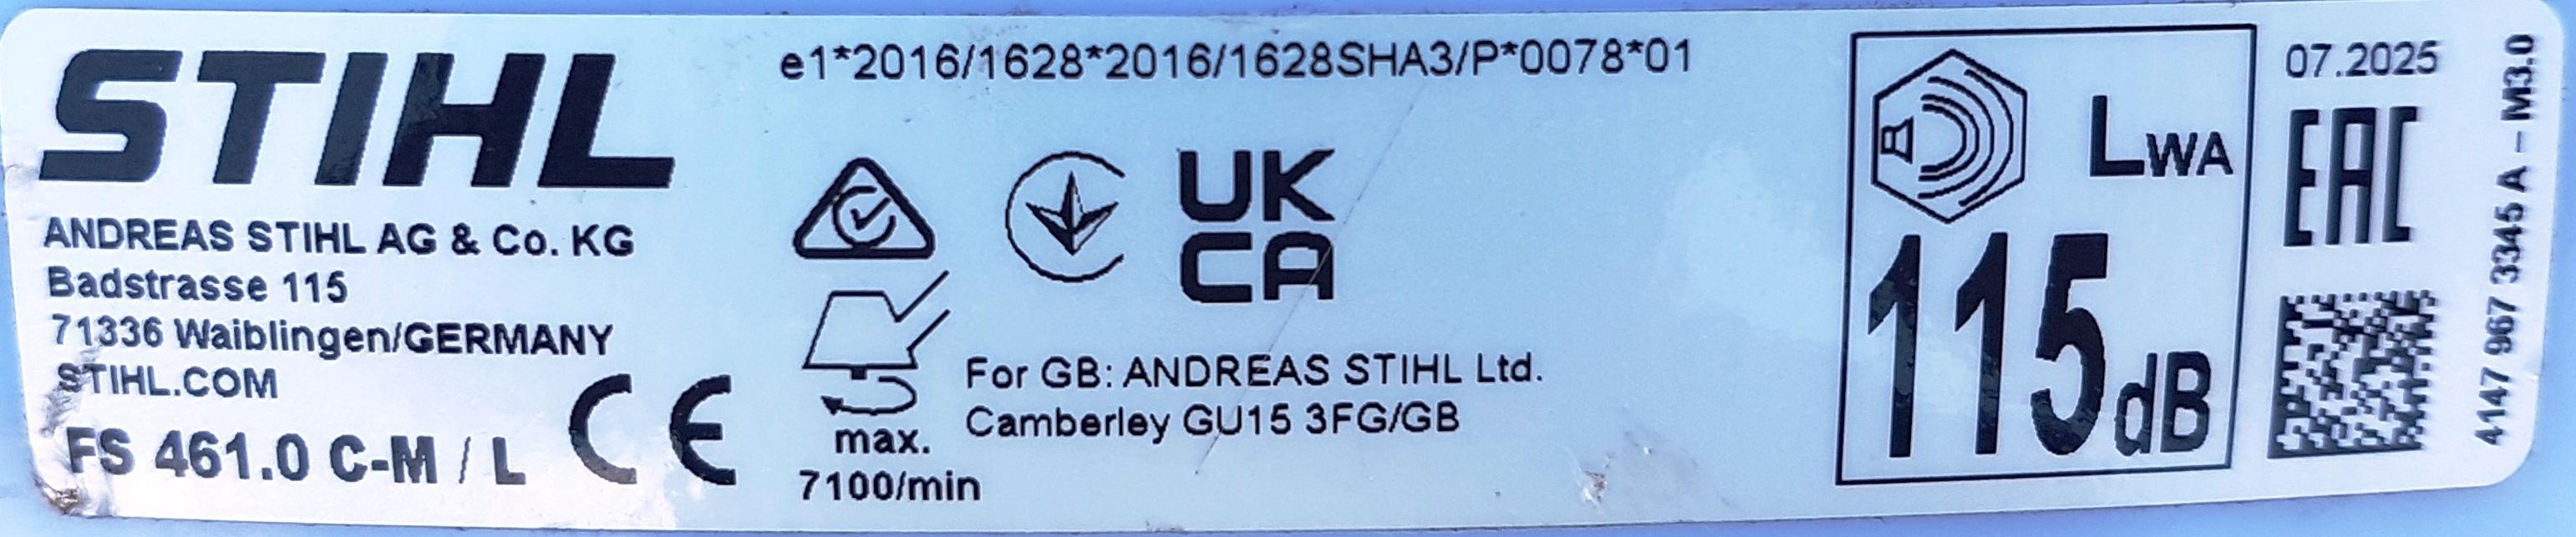 STIHL
ANDREAS STIHL AG & Co. KG
Badstrasse 115
71336 Waiblingen/GERMANY
STIHL.COM
FS 461.0 C-M / L
CE
e1*2016/1628*2016/1628SHA3/P*0078*01
UK
CA
max.
7100/min
For GB: ANDREAS STIHL Ltd.
Camberley GU15 3FG/GB
LWA
115dB
07.2025
EAC
4147 967 3345 A – M3.0